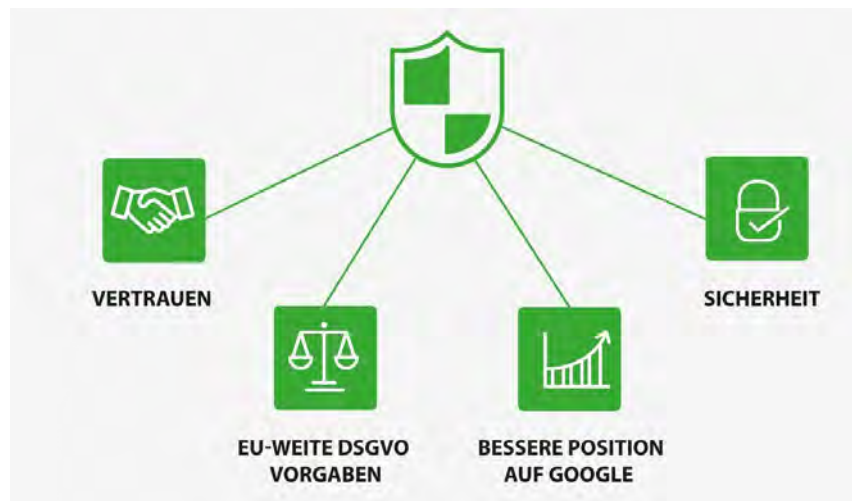 VERTRAUEN
SICHERHEIT
EU-WEITE DSGVO
VORGABEN
BESSERE POSITION
AUF GOOGLE